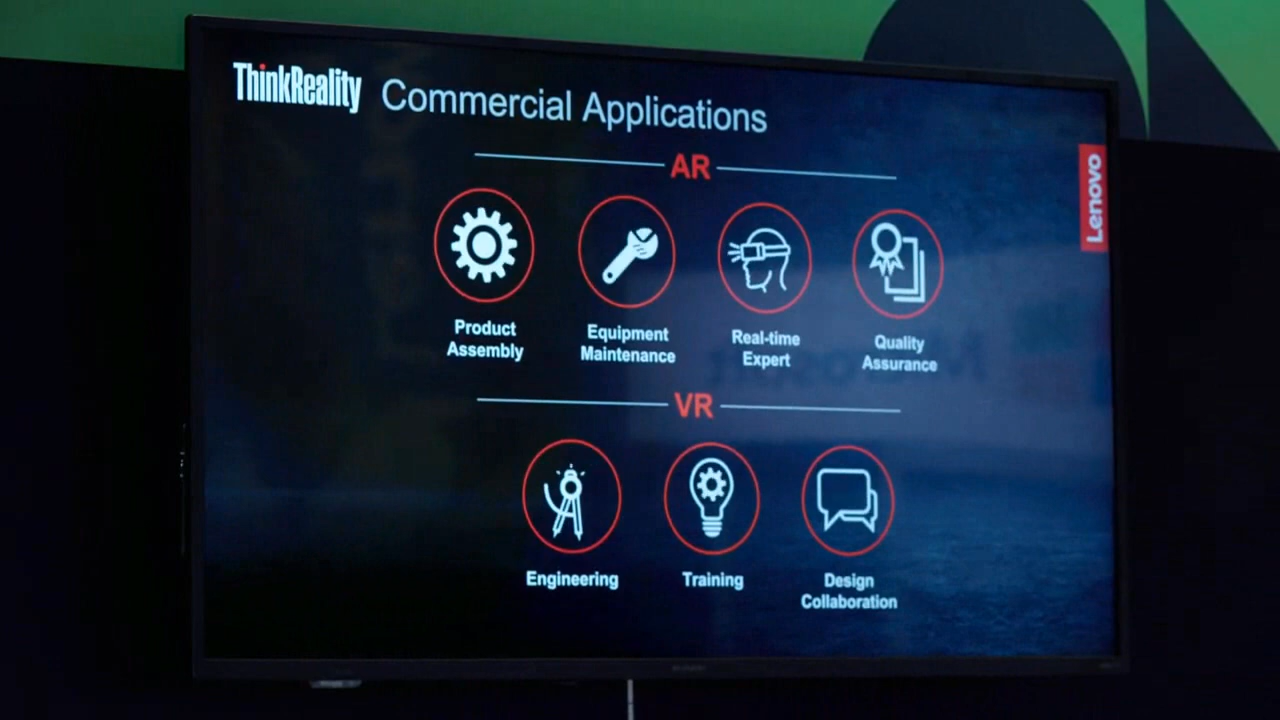 ThinkReality Commercial Applications
Lenovo
AR
Product
Assembly
Equipment
Maintenance
Real-time
Expert
Quality
Assurance
VR
Engineering
Training
Design
Collaboration